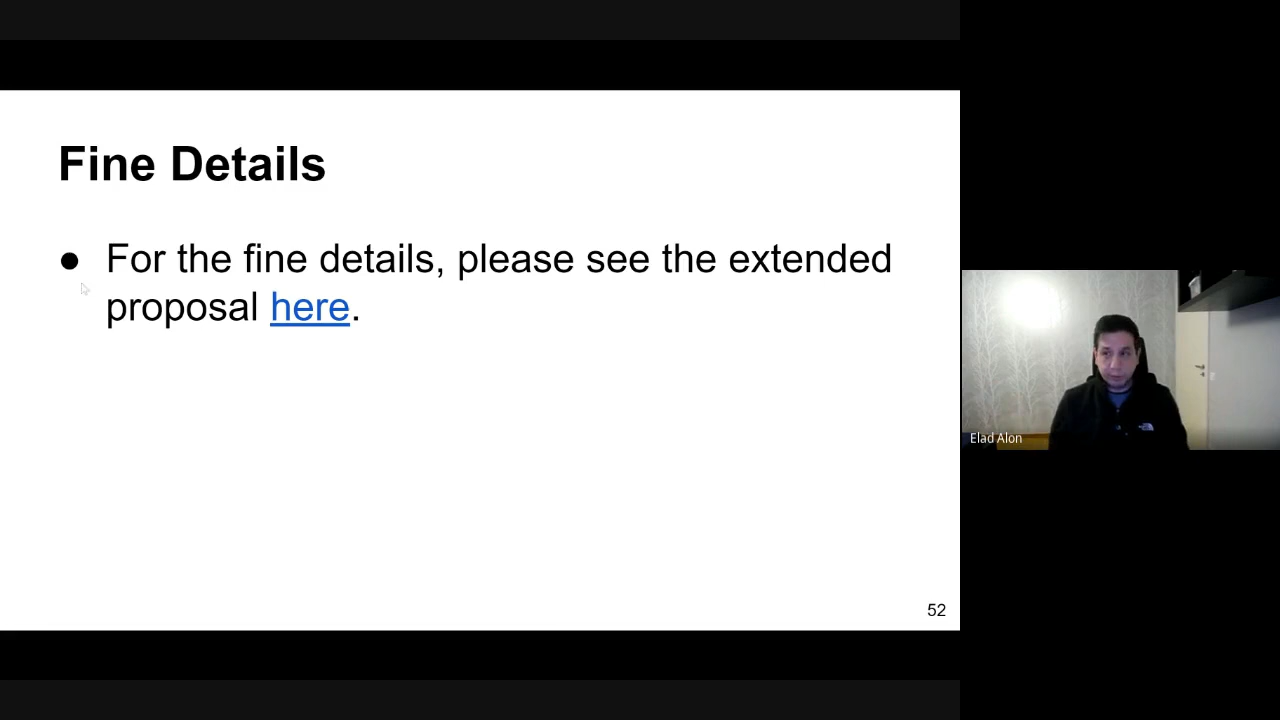 Fine Details
● For the fine details, please see the extended
proposal here.
52
Elad Alon